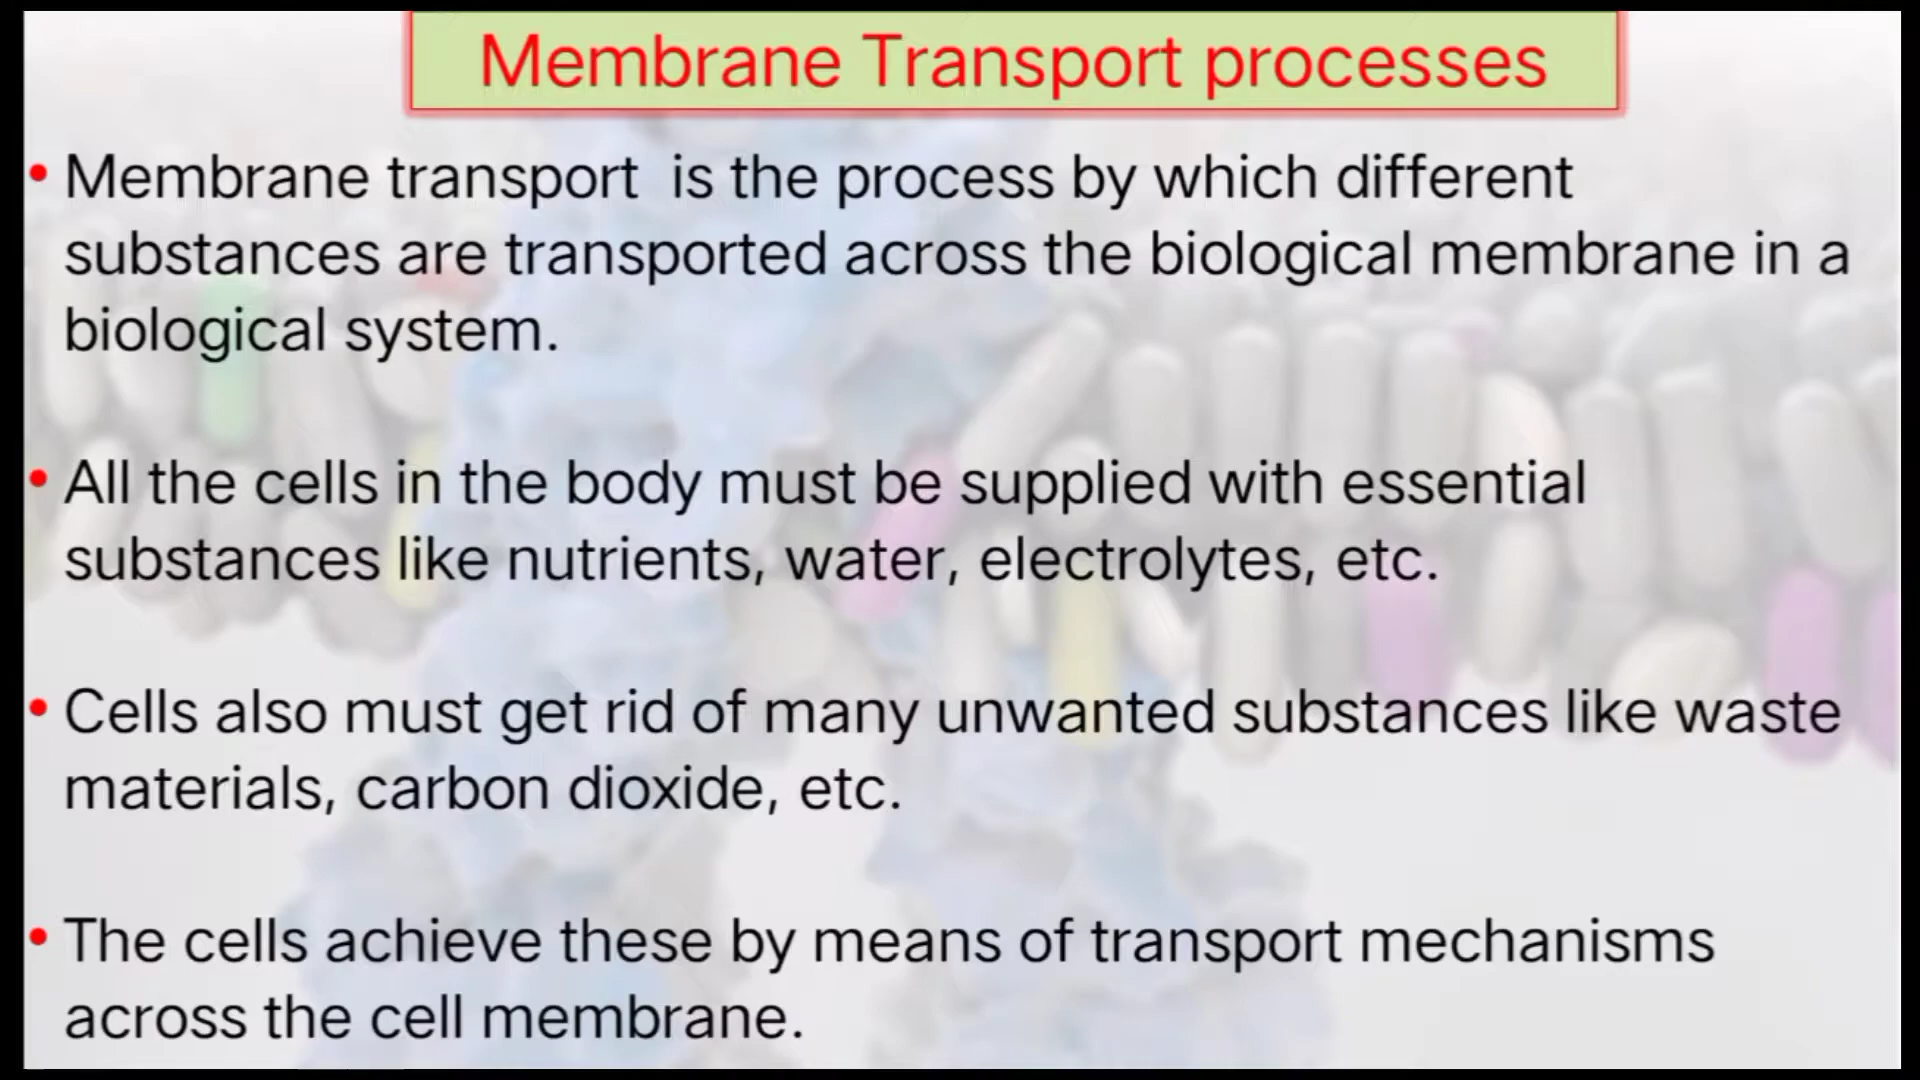 Membrane Transport processes
• Membrane transport is the process by which different
substances are transported across the biological membrane in a
biological system.
• All the cells in the body must be supplied with essential
substances like nutrients, water, electrolytes, etc.
• Cells also must get rid of many unwanted substances like waste
materials, carbon dioxide, etc.
• The cells achieve these by means of transport mechanisms
across the cell membrane.